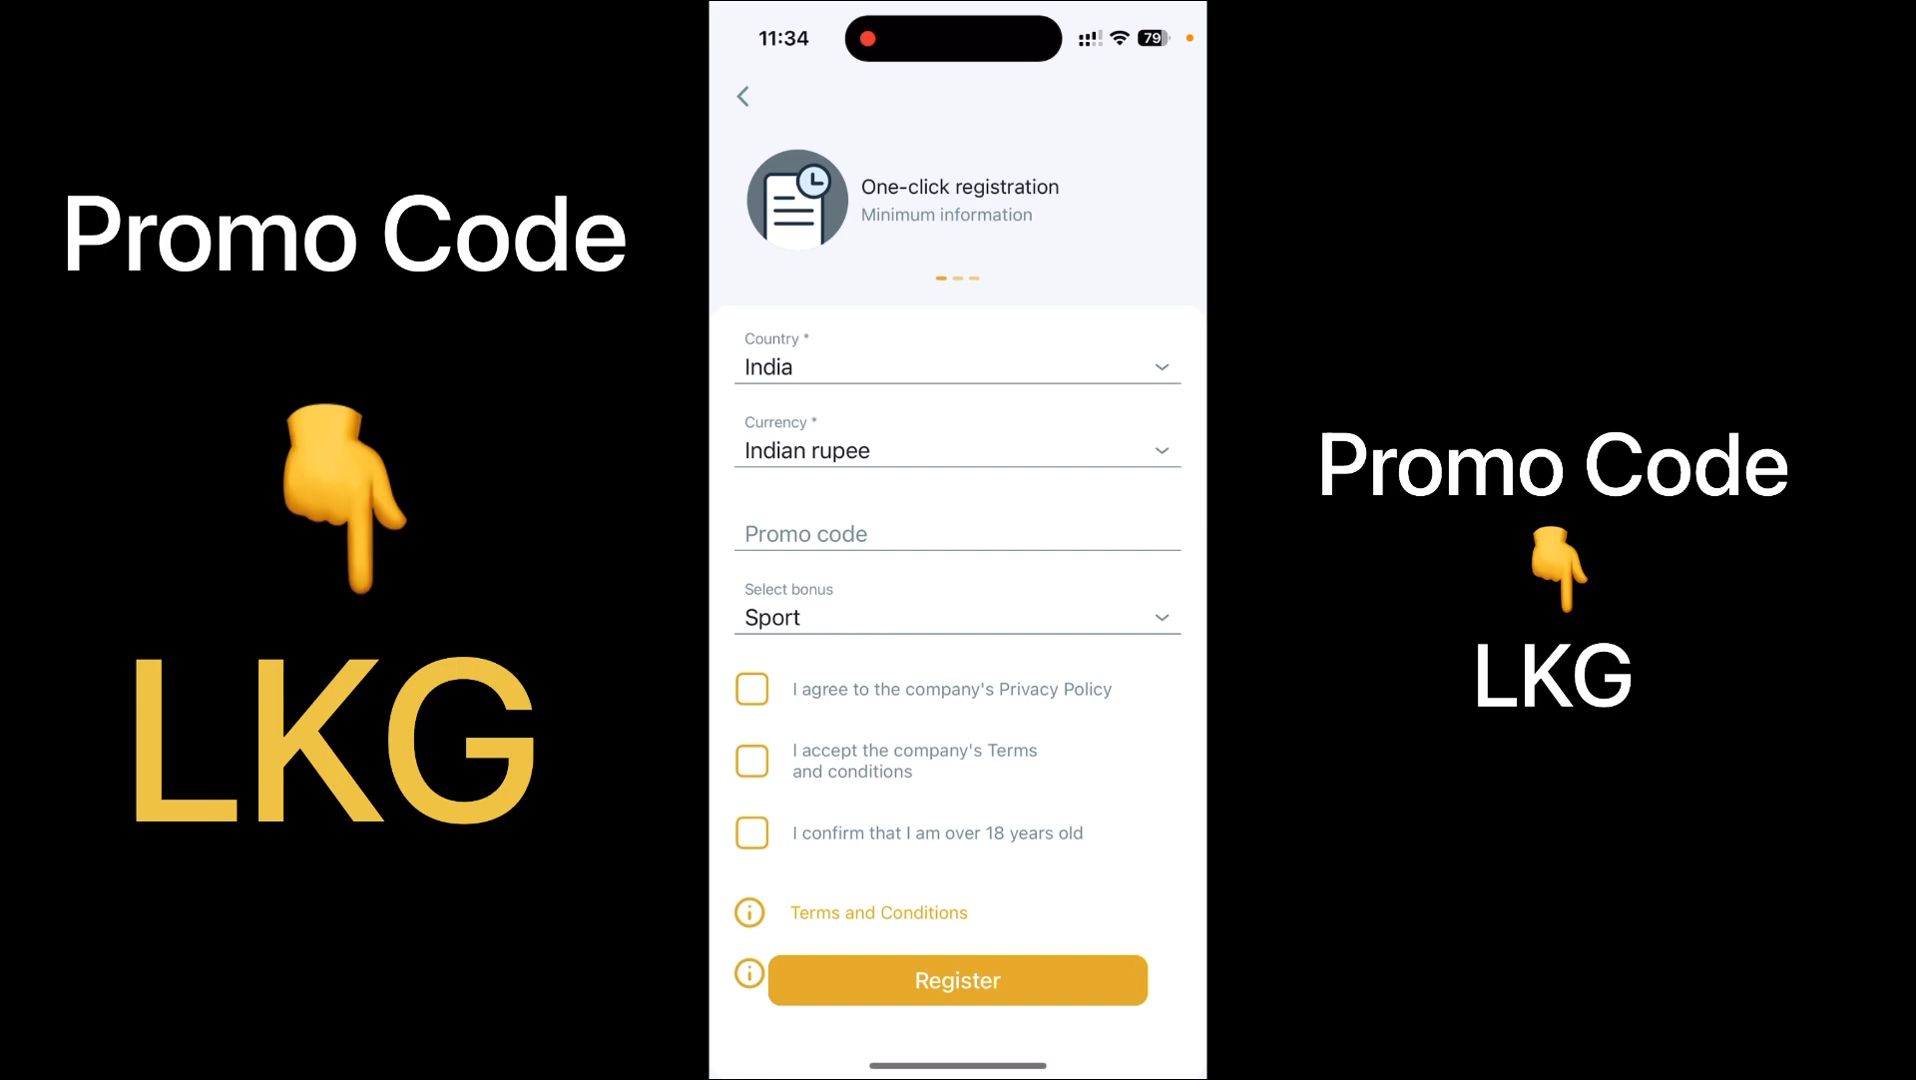 Promo Code
LKG
11:34
79
One-click registration
Minimum information
Country *
India
Currency *
Indian rupee
Promo code
Select bonus
Sport
I agree to the company's Privacy Policy
I accept the company's Terms
and conditions
I confirm that I am over 18 years old
Terms and Conditions
Register
Promo Code
LKG